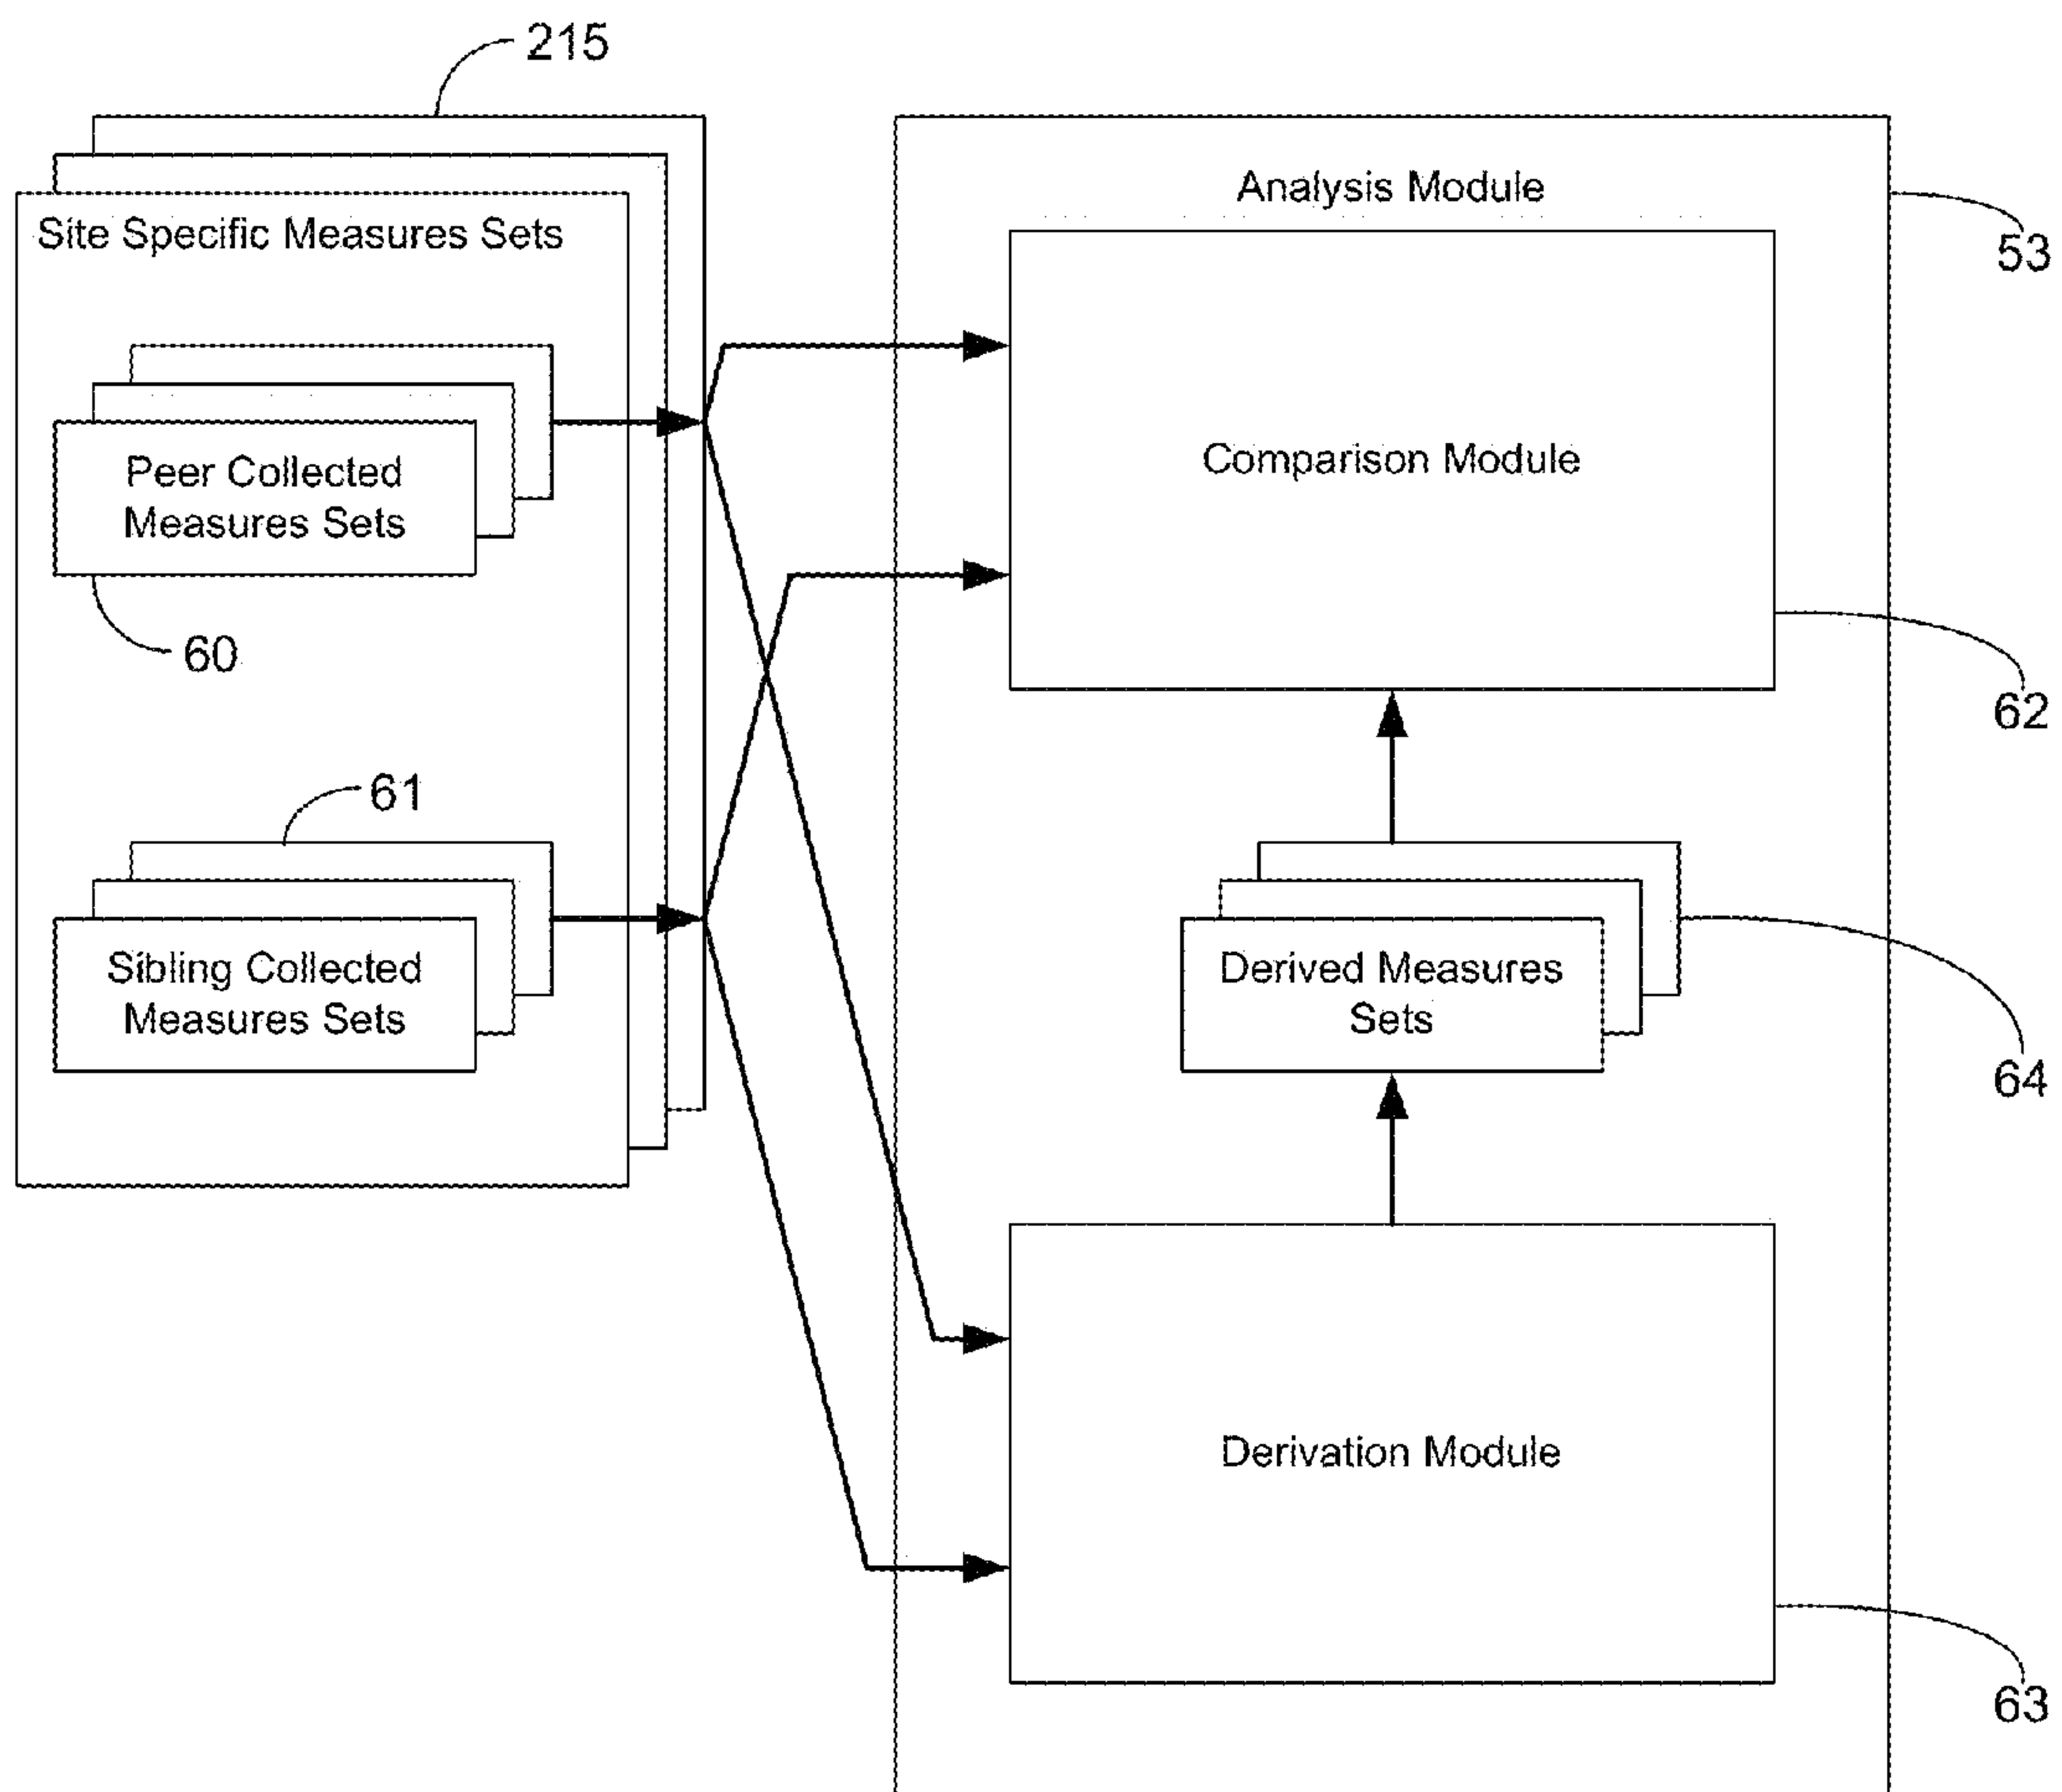 215
Site Specific Measures Sets
Peer Collected
Measures Sets
60
61
Sibling Collected
Measures Sets
Analysis Module
53
Comparison Module
62
Derived Measures
Sets
64
Derivation Module
63